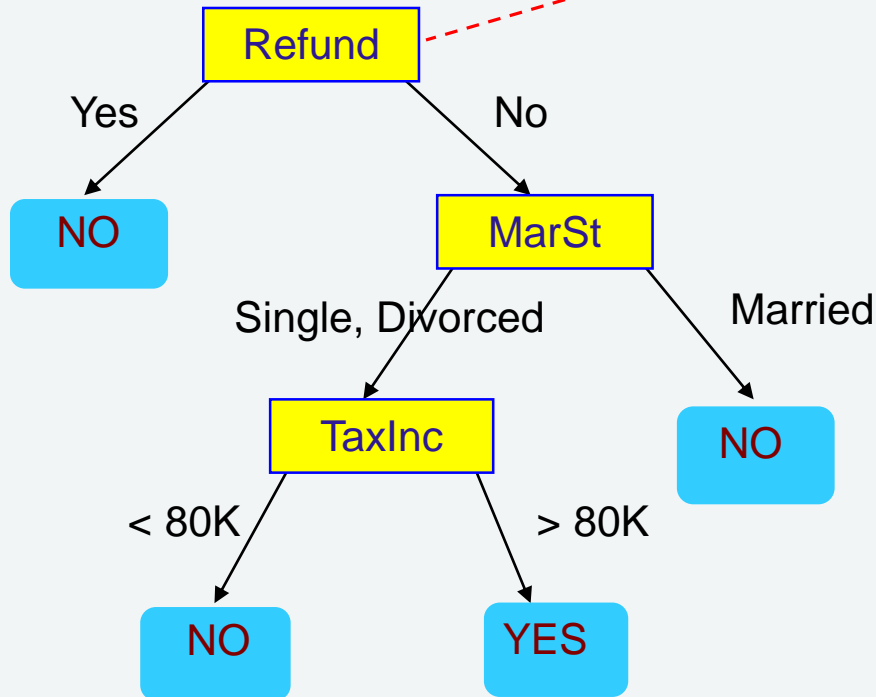 Refund
Yes
No
NO
MarSt
Single, Divorced
Married
TaxInc
NO
< 80K
> 80K
NO
YES